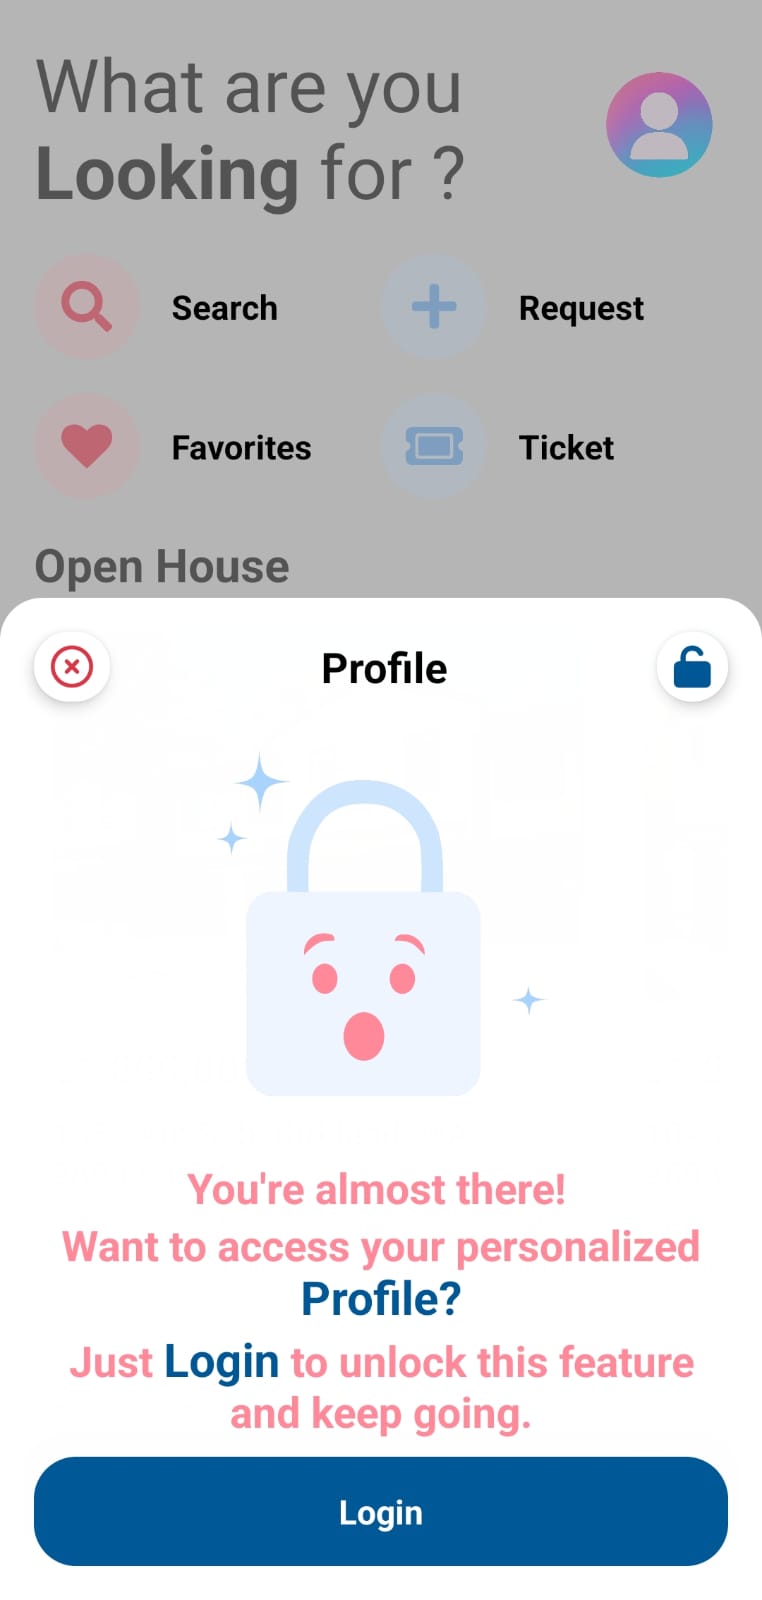 What are you
Looking for ?
Search
Request
Favorites
Ticket
Open House
Profile
You're almost there!
Want to access your personalized
Profile?
Just Login to unlock this feature
and keep going.
Login